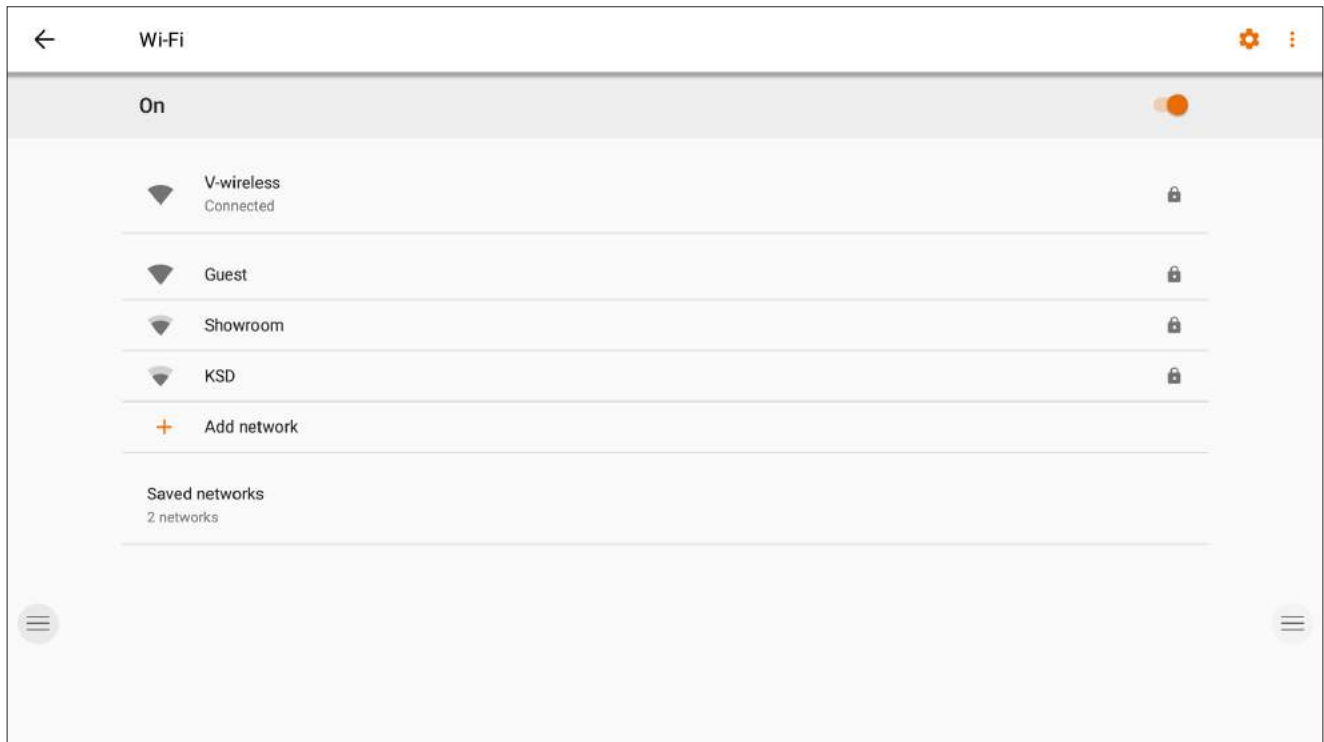 Wi-Fi
On
V-wireless
Connected
Guest
Showroom
KSD
Add network
Saved networks
2 networks